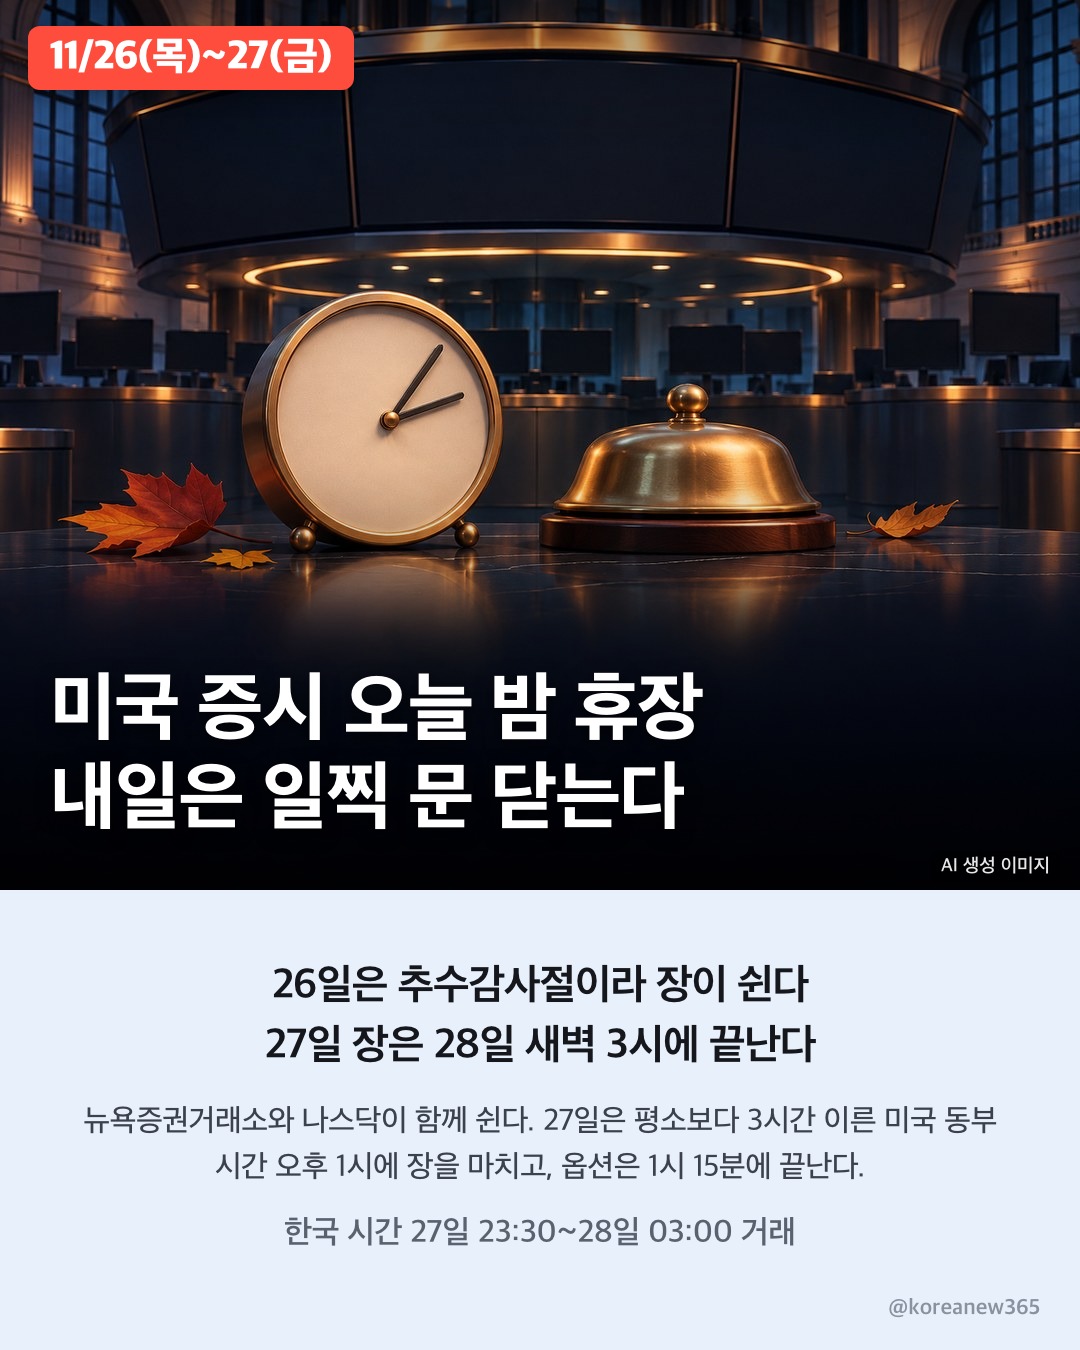 11/26(목)~27(금)
미국 증시 오늘 밤 휴장
내일은 일찍 문 닫는다
AI 생성 이미지
26일은 추수감사절이라 장이 쉰다
27일 장은 28일 새벽 3시에 끝난다
뉴욕증권거래소와 나스닥이 함께 쉰다. 27일은 평소보다 3시간 이른 미국 동부
시간 오후 1시에 장을 마치고, 옵션은 1시 15분에 끝난다.
한국 시간 27일 23:30~28일 03:00 거래
@koreanew365